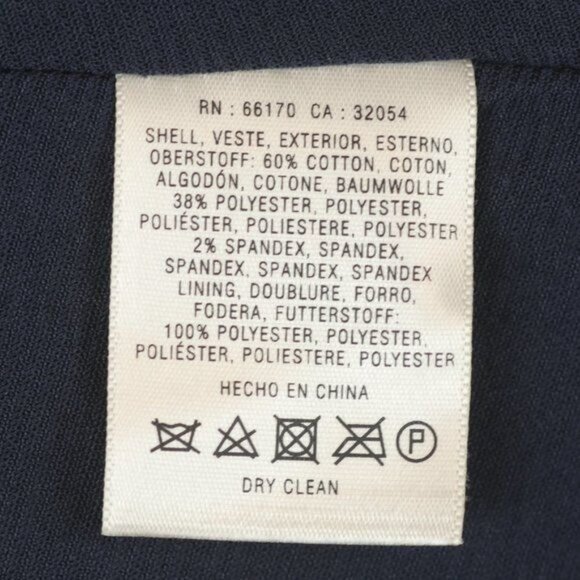 RN : 66170 CA : 32054
SHELL, VESTE, EXTERIOR, ESTERNO,
OBERSTOFF: 60% COTTON, COTON,
ALGODÓN, COTONE, BAUMWOLLE
38% POLYESTER, POLYESTER,
POLIÉSTER, POLIESTERE, POLYESTER
2% SPANDEX, SPANDEX,
SPANDEX, SPANDEX, SPANDEX
LINING, DOUBLURE, FORRO,
FODERA, FUTTERSTOFF:
100% POLYESTER, POLYESTER,
POLIÉSTER, POLIESTERE, POLYESTER
HECHO EN CHINA
P
DRY CLEAN